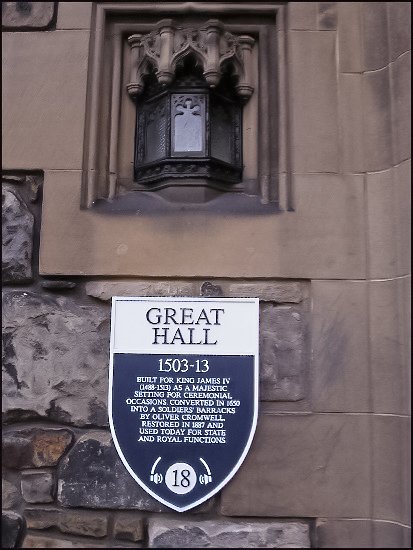 GREAT
HALL
1503-13
BUILT FOR KING JAMES IV
(1488-1513) AS A MAJESTIC
SETTING FOR CEREMONIAL
OCCASIONS. CONVERTED IN 1650
INTO A SOLDIERS' BARRACKS
BY OLIVER CROMWELL.
RESTORED IN 1887 AND
USED TODAY FOR STATE
AND ROYAL FUNCTIONS
18